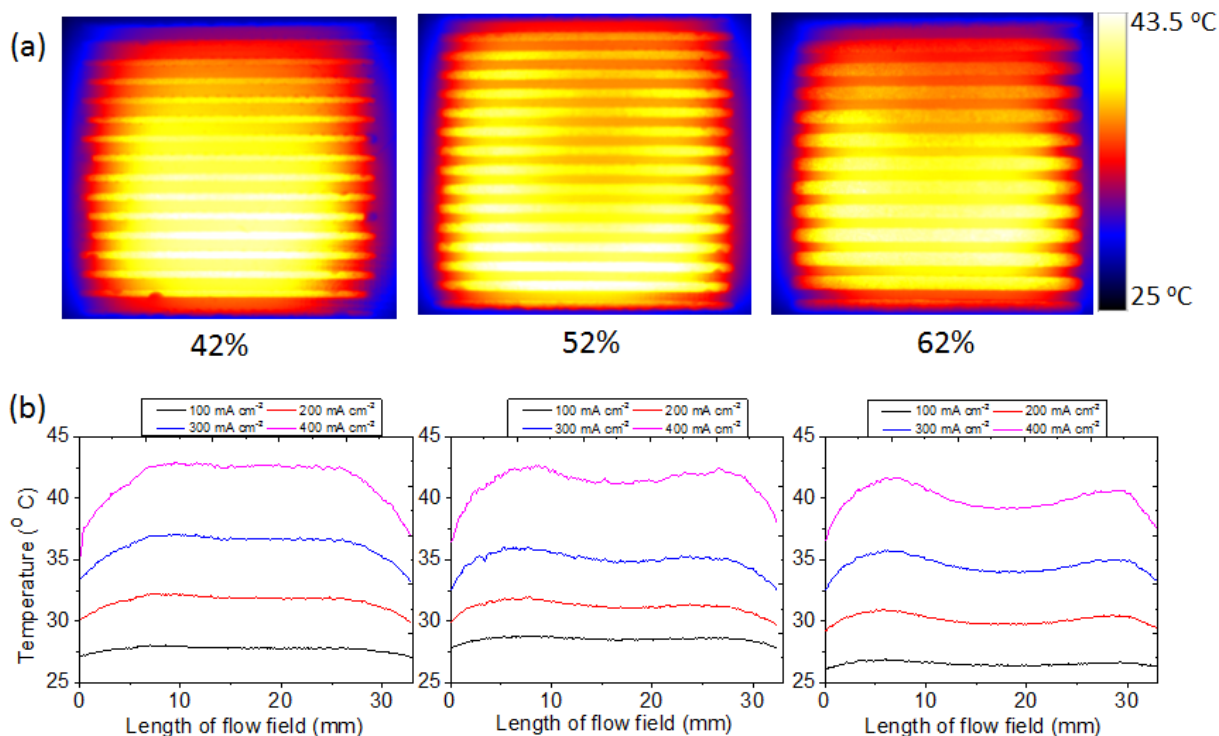 (a)
43.5 ºC
25 ºC
42%
52%
62%
(b)
100 mA cm⁻² 200 mA cm⁻²
300 mA cm⁻² 400 mA cm⁻²
100 mA cm⁻² 200 mA cm⁻²
300 mA cm⁻² 400 mA cm⁻²
100 mA cm⁻² 200 mA cm⁻²
300 mA cm⁻² 400 mA cm⁻²
Temperature (º C)
45
40
35
30
25
0 10 20 30
Length of flow field (mm)
45
40
35
30
25
0 10 20 30
Length of flow field (mm)
45
40
35
30
25
0 10 20 30
Length of flow field (mm)